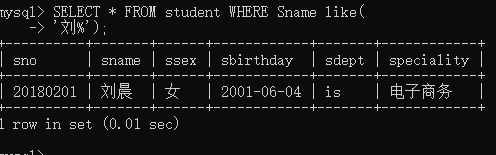 mysql> SELECT * FROM student WHERE Sname like(
    -> '刘%');
+----------+-------+------+------------+-------+------------+
| sno      | sname | ssex | sbirthday  | sdept | speciality |
+----------+-------+------+------------+-------+------------+
| 20180201 | 刘晨  | 女   | 2001-06-04 | is    | 电子商务   |
+----------+-------+------+------------+-------+------------+
1 row in set (0.01 sec)
mysql>